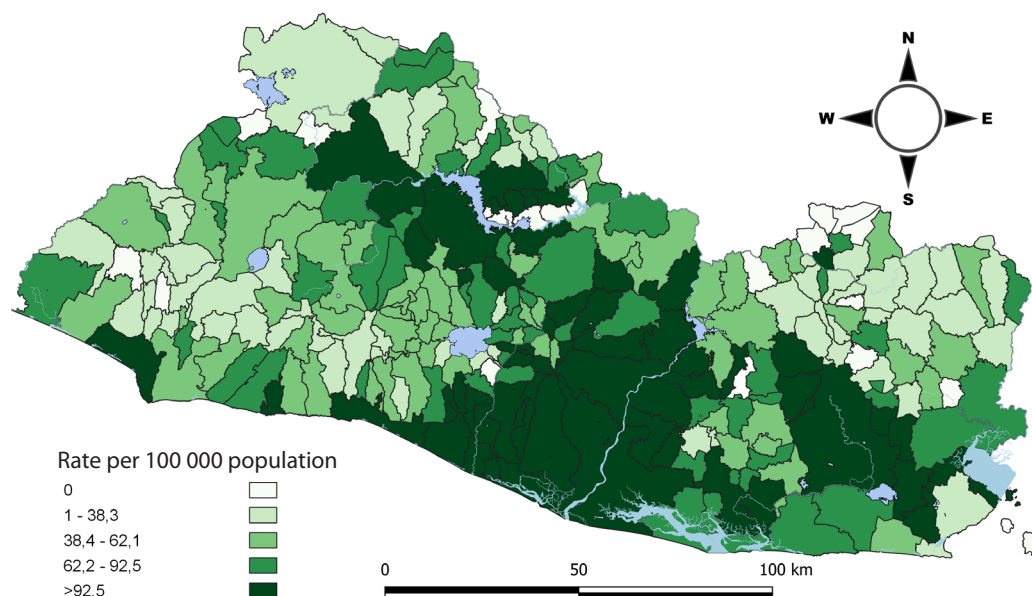 N
W E
S
Rate per 100 000 population
0
1 - 38,3
38,4 - 62,1
62,2 - 92,5
>92,5
0 50 100 km